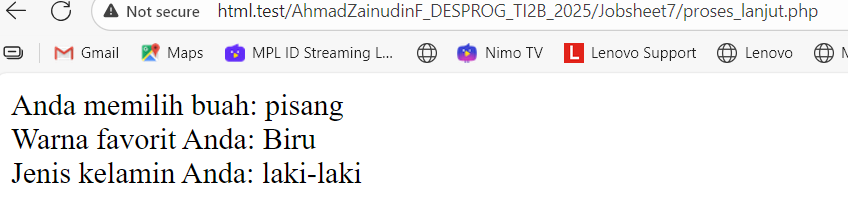 Not secure html.test/AhmadZainudinF_DESPROG_TI2B_2025/Jobsheet7/proses_lanjut.php
Gmail Maps MPL ID Streaming L... Nimo TV Lenovo Support Lenovo
Anda memilih buah: pisang
Warna favorit Anda: Biru
Jenis kelamin Anda: laki-laki